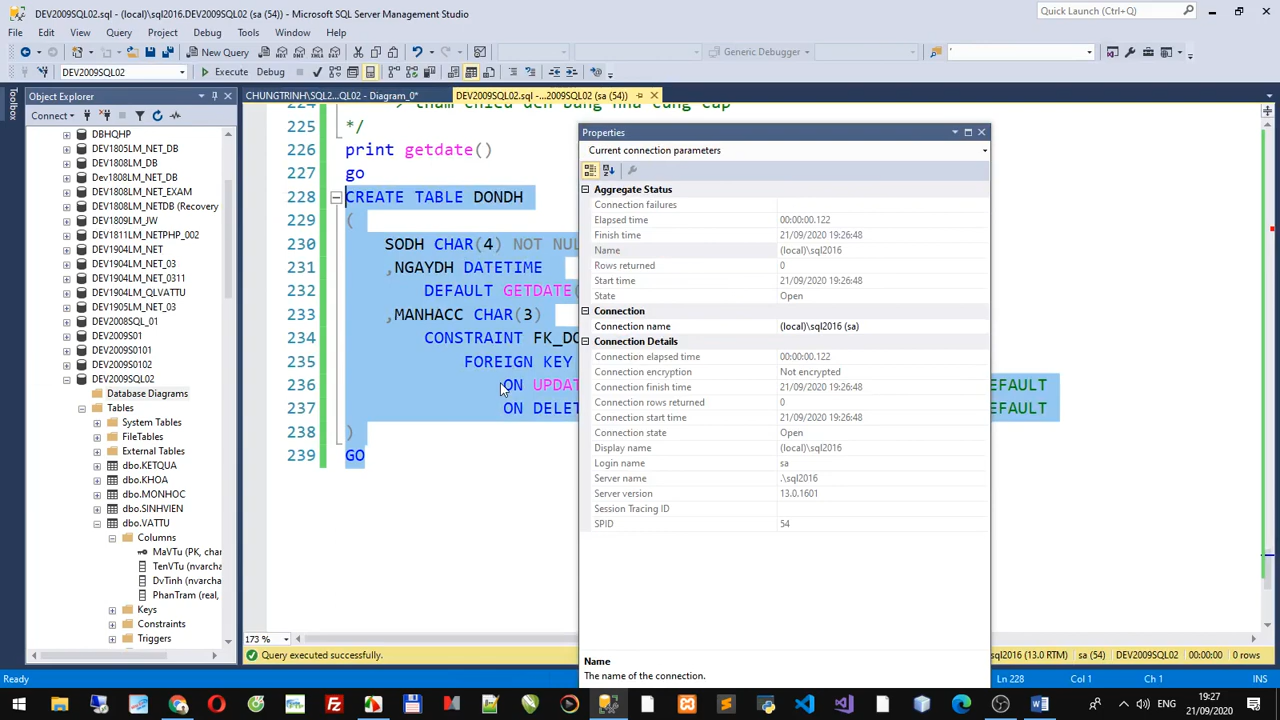 DEV2009SQL02.sql - (local)\sql2016.DEV2009SQL02 (sa (54)) - Microsoft SQL Server Management Studio
Quick Launch (Ctrl+Q)
File Edit View Query Project Debug Tools Window Help
New Query
Generic Debugger
DEV2009SQL02
Execute Debug
Toolbox
Object Explorer
CHUNGTRINH\SQL2...QL02 - Diagram_0*
DEV2009SQL02.sql -...2009SQL02 (sa (54))
Connect
DBHQHP
DEV1805LM_NET_DB
DEV1808LM_DB
Dev1808LM_NET_DB
DEV1808LM_NET_EXAM
DEV1808LM_NETDB (Recovery
DEV1809LM_JW
DEV1811LM_NETPHP_002
DEV1904LM_NET
DEV1904LM_NET_03
DEV1904LM_NET_0311
DEV1904LM_QLVATTU
DEV1905LM_NET_03
DEV2008SQL_01
DEV2009S01
DEV2009S0101
DEV2009S0102
DEV2009SQL02
Database Diagrams
Tables
System Tables
FileTables
External Tables
dbo.KETQUA
dbo.KHOA
dbo.MONHOC
dbo.SINHVIEN
dbo.VATTU
Columns
MaVTu (PK, char
TenVTu (nvarcha
DvTinh (nvarcha
PhanTram (real,
Keys
Constraints
Triggers
224
225 */
226 print getdate()
227 go
228 CREATE TABLE DONDH
229 (
230 SODH CHAR(4) NOT NUL
231 ,NGAYDH DATETIME
232 DEFAULT GETDATE(
233 ,MANHACC CHAR(3)
234 CONSTRAINT FK_DO
235 FOREIGN KEY
236 ON UPDAT EFAULT
237 ON DELET EFAULT
238 )
239 GO
Properties
Current connection parameters
Aggregate Status
Connection failures
Elapsed time 00:00:00.122
Finish time 21/09/2020 19:26:48
Name (local)\sql2016
Rows returned 0
Start time 21/09/2020 19:26:48
State Open
Connection
Connection name (local)\sql2016 (sa)
Connection Details
Connection elapsed time 00:00:00.122
Connection encryption Not encrypted
Connection finish time 21/09/2020 19:26:48
Connection rows returned 0
Connection start time 21/09/2020 19:26:48
Connection state Open
Display name (local)\sql2016
Login name sa
Server name .\sql2016
Server version 13.0.1601
Session Tracing ID
SPID 54
Name
The name of the connection.
173 %
Query executed successfully.
sql2016 (13.0 RTM) sa (54) DEV2009SQL02 00:00:00 0 rows
Ready
Ln 228 Col 1 Ch 1 INS
19:27
21/09/2020